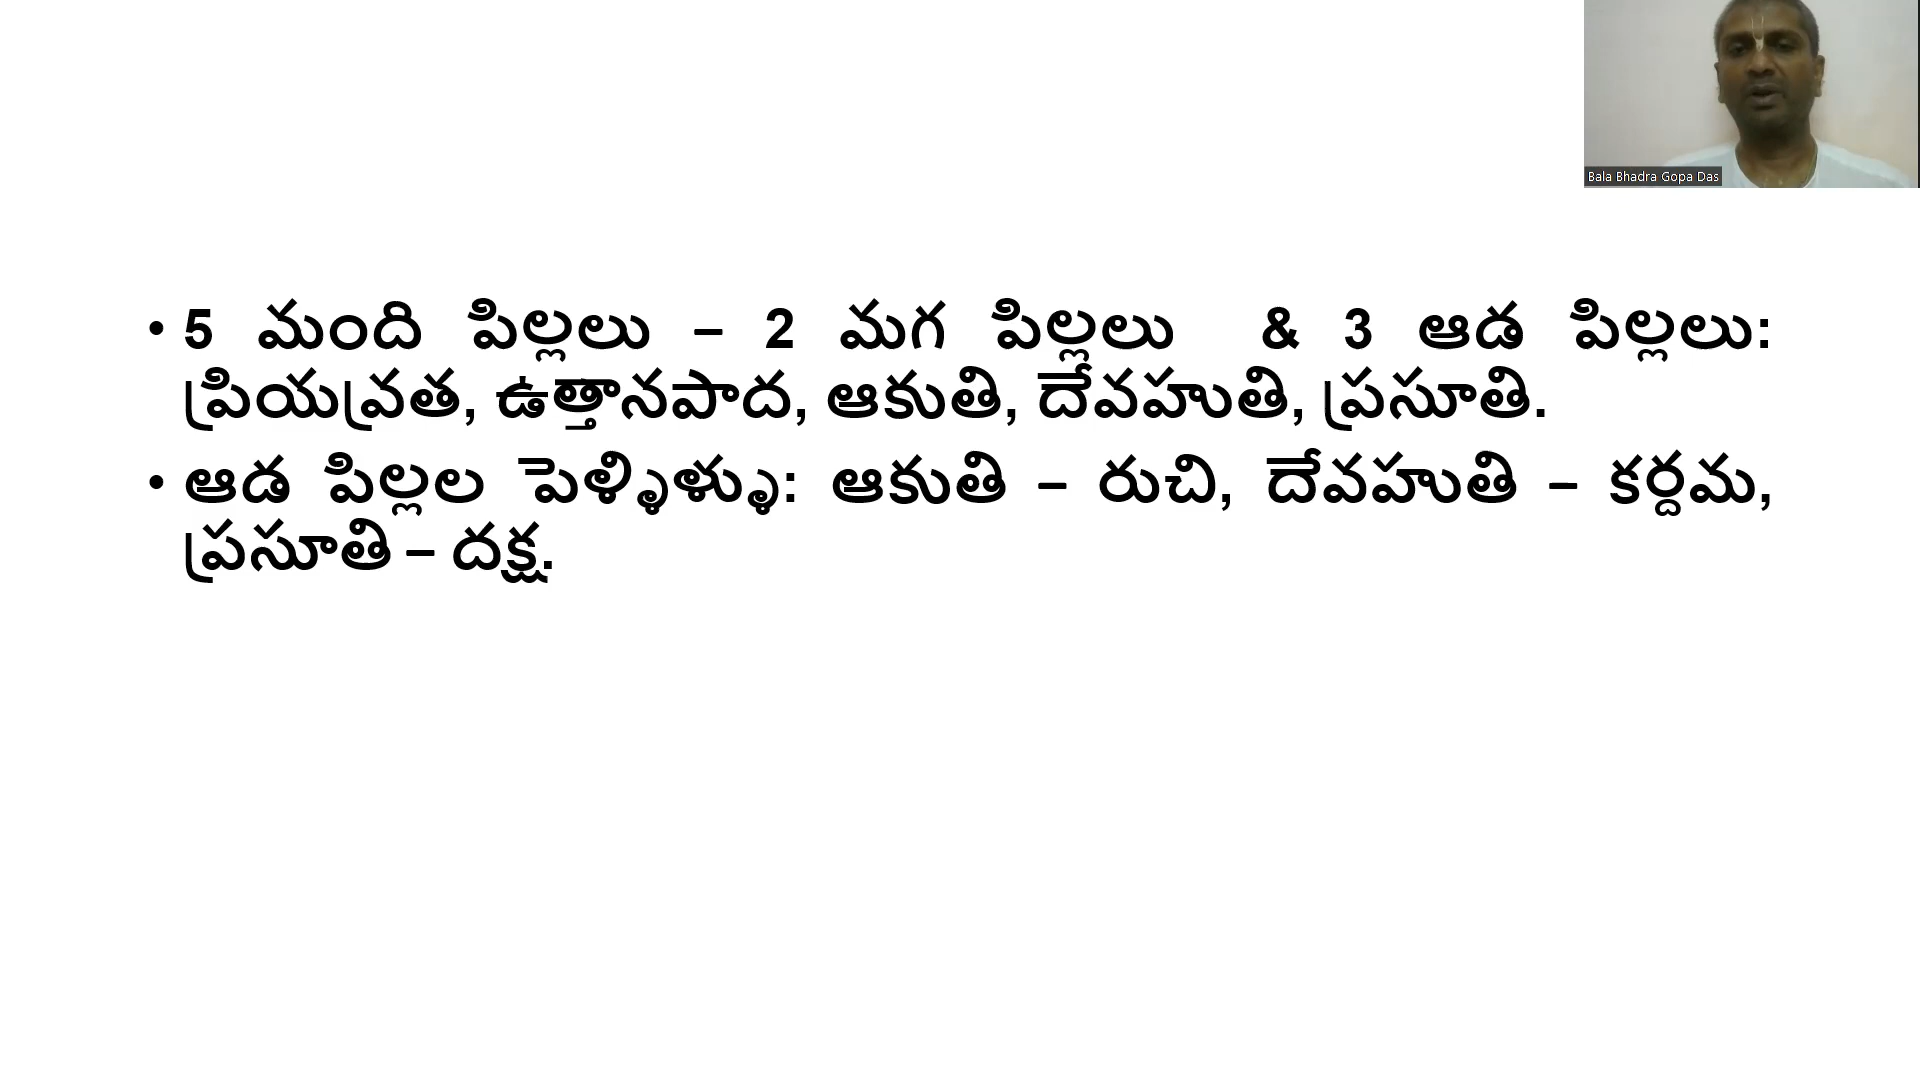 Bala Bhadra Gopa Das
• 5 మంది పిల్లలు – 2 మగ పిల్లలు & 3 ఆడ పిల్లలు:
ప్రియవ్రత, ఉత్తానపాద, ఆకుతి, దేవహుతి, ప్రసూతి.
• ఆడ పిల్లల పెళ్ళిళ్ళు: ఆకుతి – రుచి, దేవహుతి – కర్దమ,
ప్రసూతి – దక్ష.